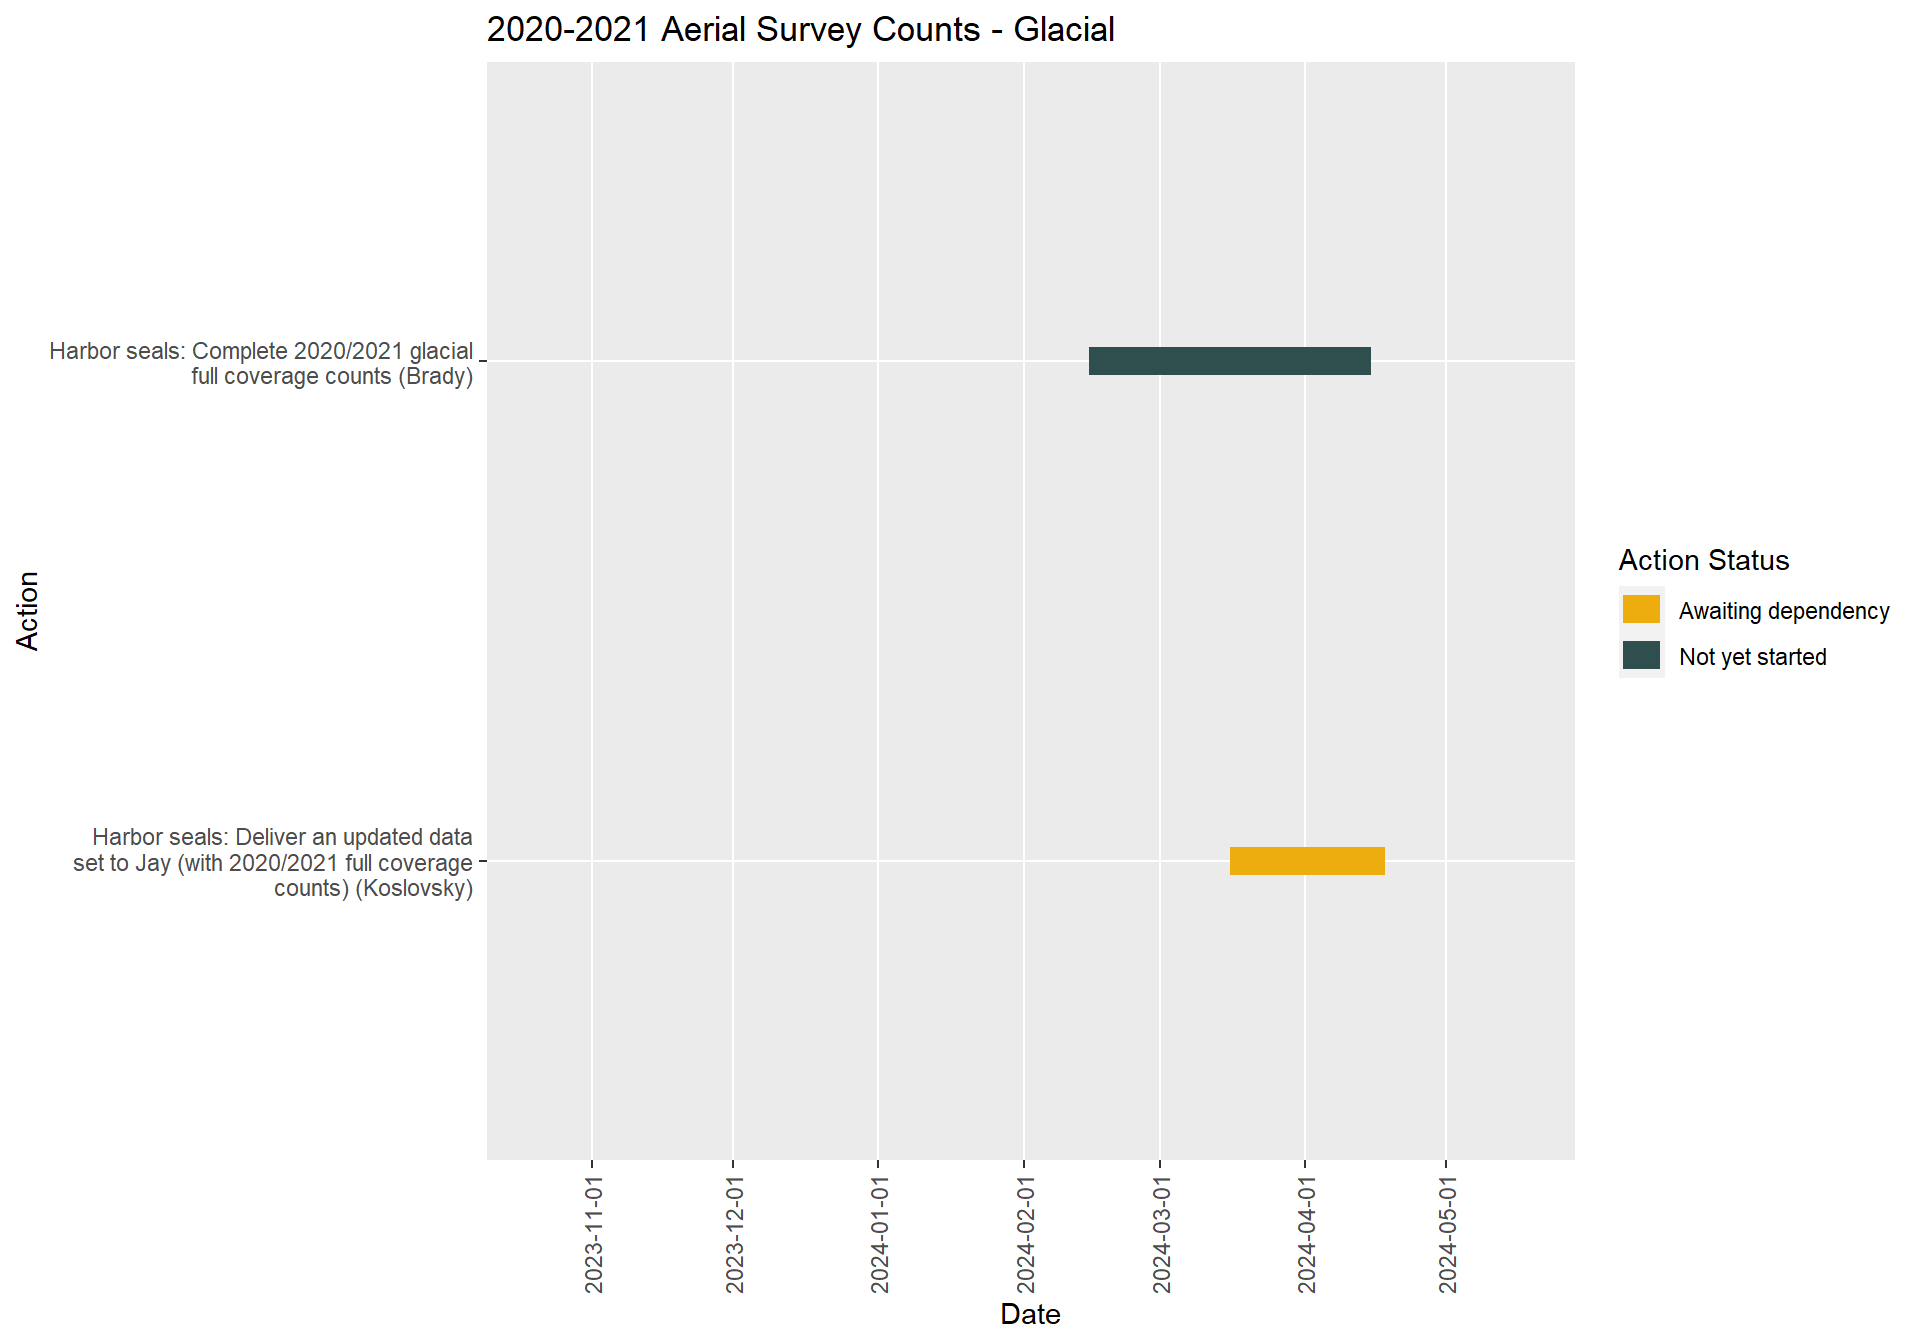 2020-2021 Aerial Survey Counts - Glacial
Action
Harbor seals: Complete 2020/2021 glacial
full coverage counts (Brady)
Harbor seals: Deliver an updated data
set to Jay (with 2020/2021 full coverage
counts) (Koslovsky)
2023-11-01
2023-12-01
2024-01-01
2024-02-01
2024-03-01
2024-04-01
2024-05-01
Date
Action Status
Awaiting dependency
Not yet started